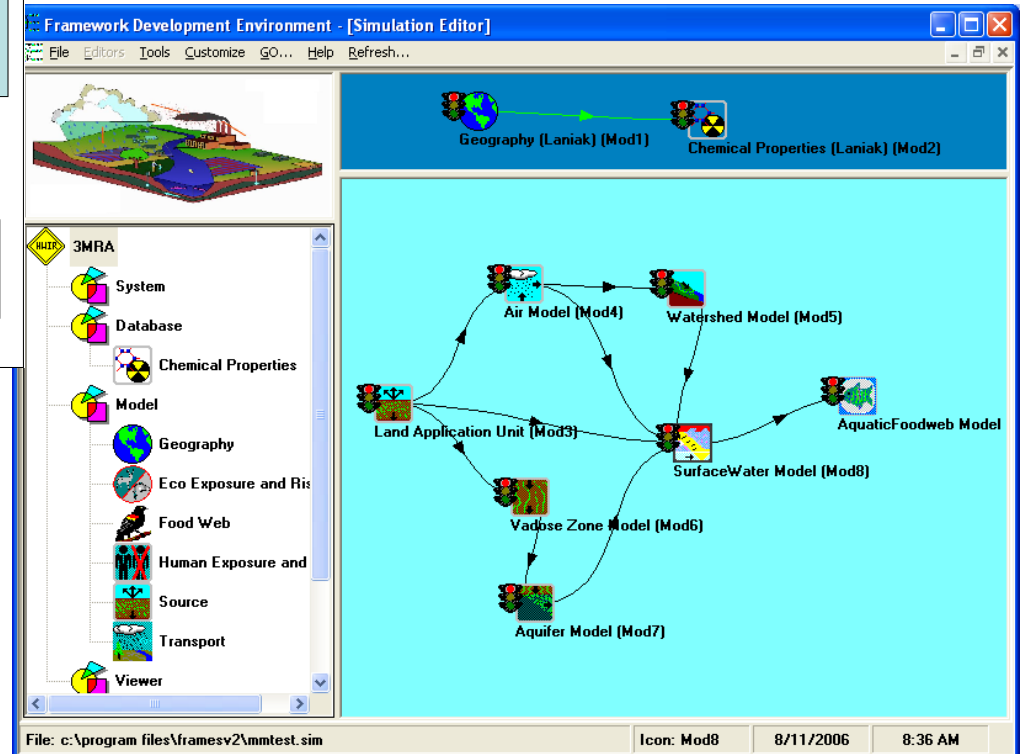 Framework Development Environment - [Simulation Editor]
File Editors Tools Customize GO... Help Refresh...
Geography (Laniak) (Mod1)
Chemical Properties (Laniak) (Mod2)
HWIR
3MRA
System
Database
Chemical Properties
Model
Geography
Eco Exposure and Ris
Food Web
Human Exposure and
Source
Transport
Viewer
Air Model (Mod4)
Watershed Model (Mod5)
Land Application Unit (Mod3)
AquaticFoodweb Model
SurfaceWater Model (Mod8)
Vadose Zone Model (Mod6)
Aquifer Model (Mod7)
File: c:\program files\framesv2\mmtest.sim
Icon: Mod8
8/11/2006
8:36 AM